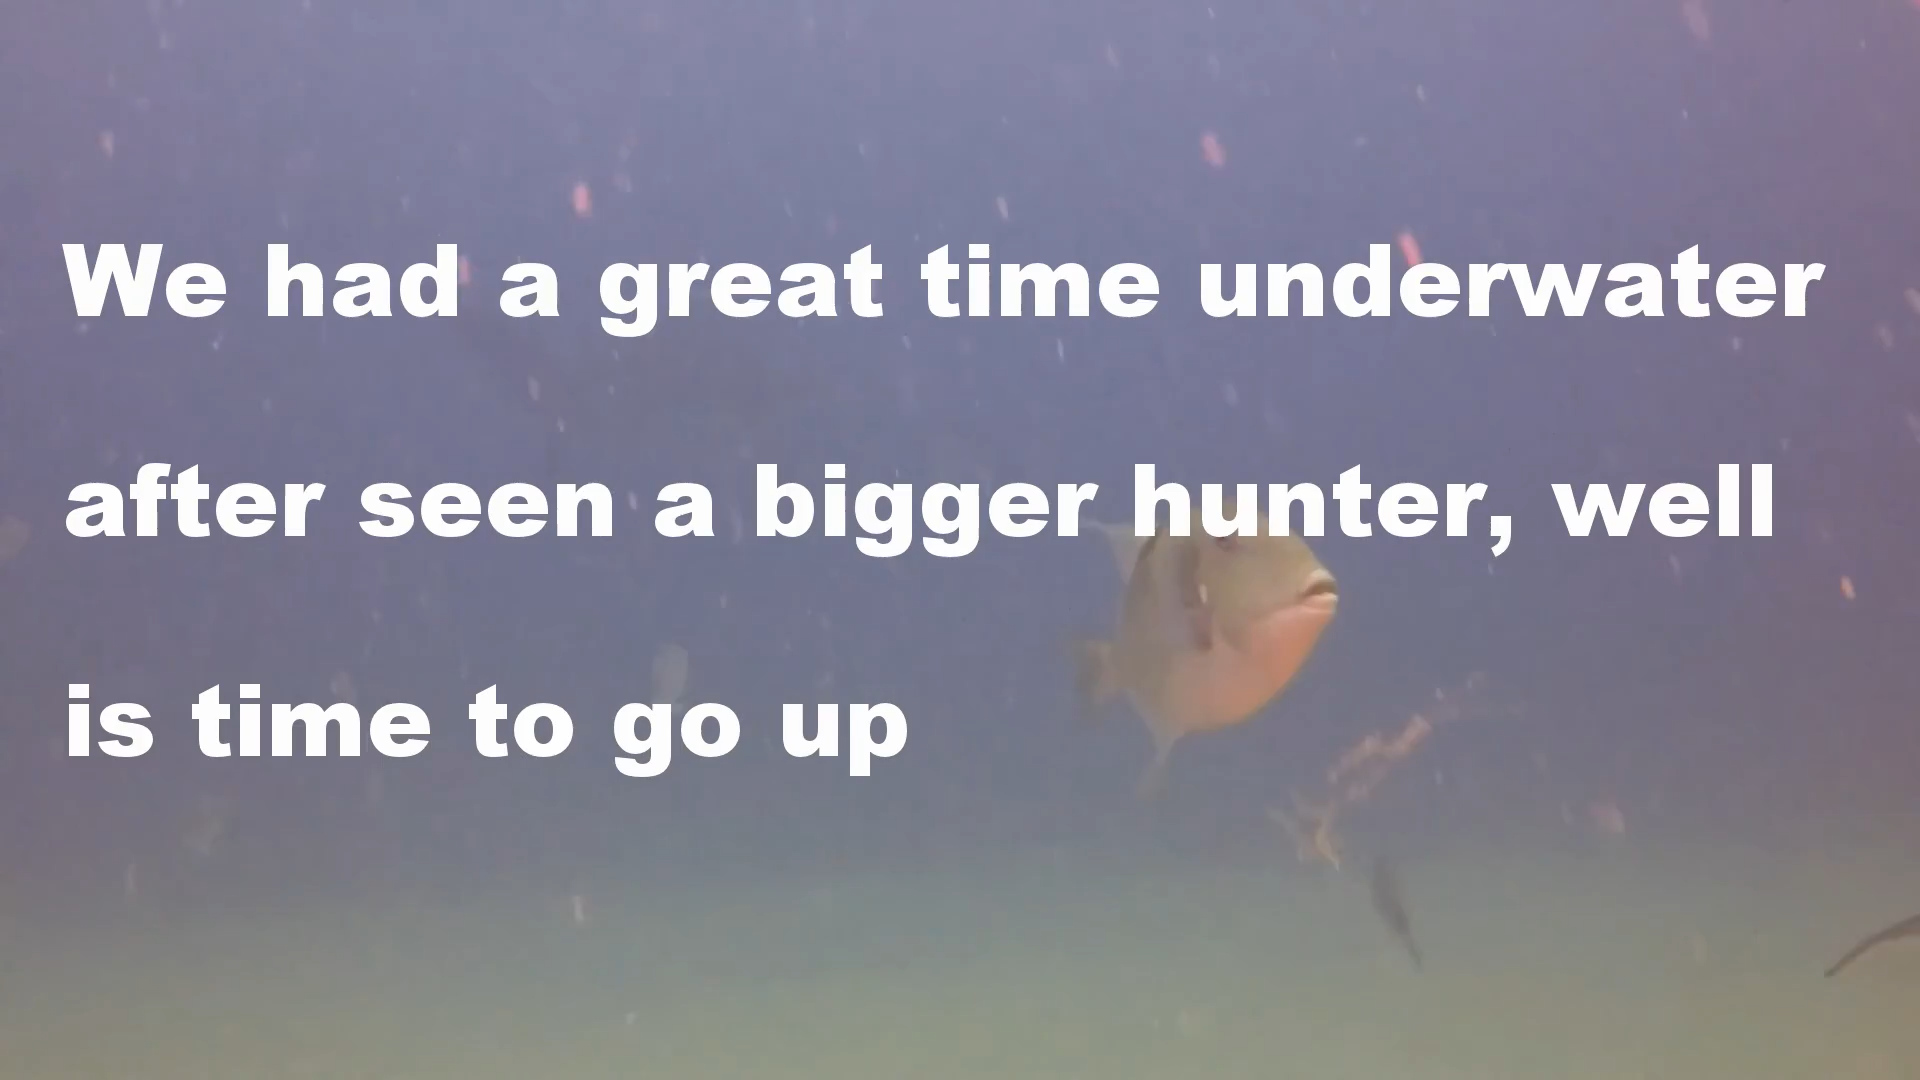 We had a great time underwater
after seen a bigger hunter, well
is time to go up